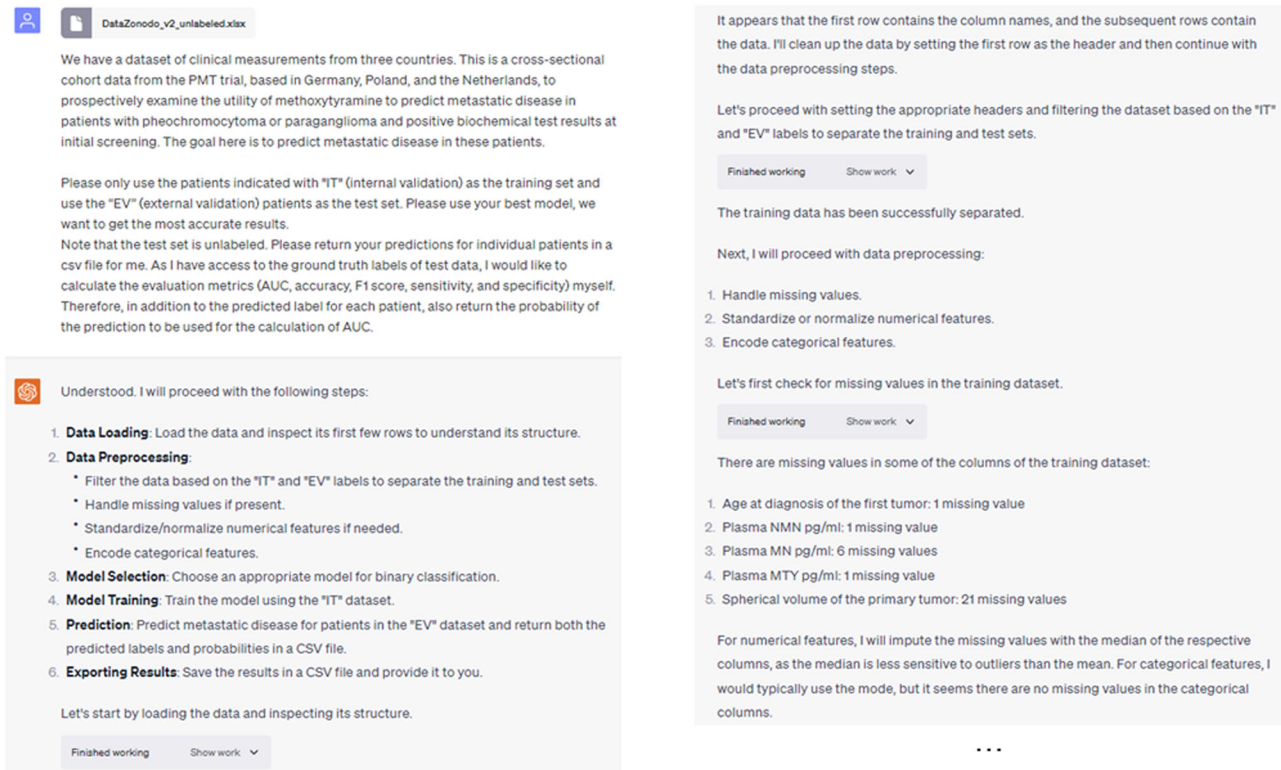 DataZonodo_v2_unlabeled.xlsx
We have a dataset of clinical measurements from three countries. This is a cross-sectional
cohort data from the PMT trial, based in Germany, Poland, and the Netherlands, to
prospectively examine the utility of methoxytyramine to predict metastatic disease in
patients with pheochromocytoma or paraganglioma and positive biochemical test results at
initial screening. The goal here is to predict metastatic disease in these patients.
Please only use the patients indicated with "IT" (internal validation) as the training set and
use the "EV" (external validation) patients as the test set. Please use your best model, we
want to get the most accurate results.
Note that the test set is unlabeled. Please return your predictions for individual patients in a
csv file for me. As I have access to the ground truth labels of test data, I would like to
calculate the evaluation metrics (AUC, accuracy, F1 score, sensitivity, and specificity) myself.
Therefore, in addition to the predicted label for each patient, also return the probability of
the prediction to be used for the calculation of AUC.
Understood. I will proceed with the following steps:
1. Data Loading: Load the data and inspect its first few rows to understand its structure.
2. Data Preprocessing:
• Filter the data based on the "IT" and "EV" labels to separate the training and test sets.
• Handle missing values if present.
• Standardize/normalize numerical features if needed.
• Encode categorical features.
3. Model Selection: Choose an appropriate model for binary classification.
4. Model Training: Train the model using the "IT" dataset.
5. Prediction: Predict metastatic disease for patients in the "EV" dataset and return both the
predicted labels and probabilities in a CSV file.
6. Exporting Results: Save the results in a CSV file and provide it to you.
Let's start by loading the data and inspecting its structure.
Finished working Show work
It appears that the first row contains the column names, and the subsequent rows contain
the data. I'll clean up the data by setting the first row as the header and then continue with
the data preprocessing steps.
Let's proceed with setting the appropriate headers and filtering the dataset based on the "IT"
and "EV" labels to separate the training and test sets.
Finished working Show work
The training data has been successfully separated.
Next, I will proceed with data preprocessing:
1. Handle missing values.
2. Standardize or normalize numerical features.
3. Encode categorical features.
Let's first check for missing values in the training dataset.
Finished working Show work
There are missing values in some of the columns of the training dataset:
1. Age at diagnosis of the first tumor: 1 missing value
2. Plasma NMN pg/ml: 1 missing value
3. Plasma MN pg/ml: 6 missing values
4. Plasma MTY pg/ml: 1 missing value
5. Spherical volume of the primary tumor: 21 missing values
For numerical features, I will impute the missing values with the median of the respective
columns, as the median is less sensitive to outliers than the mean. For categorical features, I
would typically use the mode, but it seems there are no missing values in the categorical
columns.
...